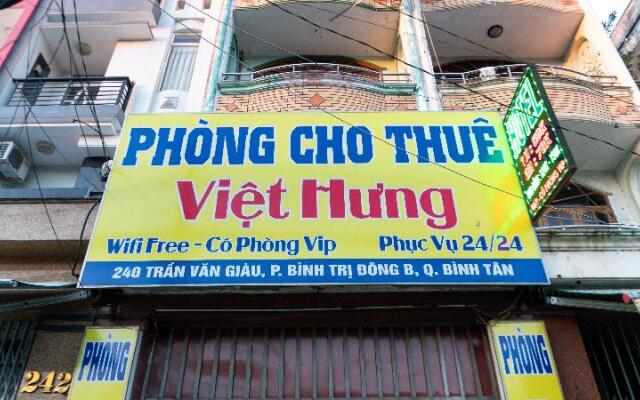 PHÒNG CHO THUÊ
Việt Hưng
Wifi Free - Có Phòng Vip Phục Vụ 24/24
240 TRẦN VĂN GIÀU, P. BÌNH TRỊ ĐÔNG B, Q. BÌNH TÂN
PHÒNG
PHÒNG
242